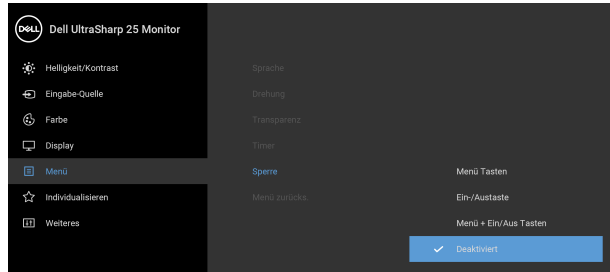 DELL Dell UltraSharp 25 Monitor
Helligkeit/Kontrast
Eingabe-Quelle
Farbe
Display
Menü
Individualisieren
Weiteres
Sprache
Drehung
Transparenz
Timer
Sperre
Menü zurücks.
Menü Tasten
Ein-/Austaste
Menü + Ein/Aus Tasten
Deaktiviert